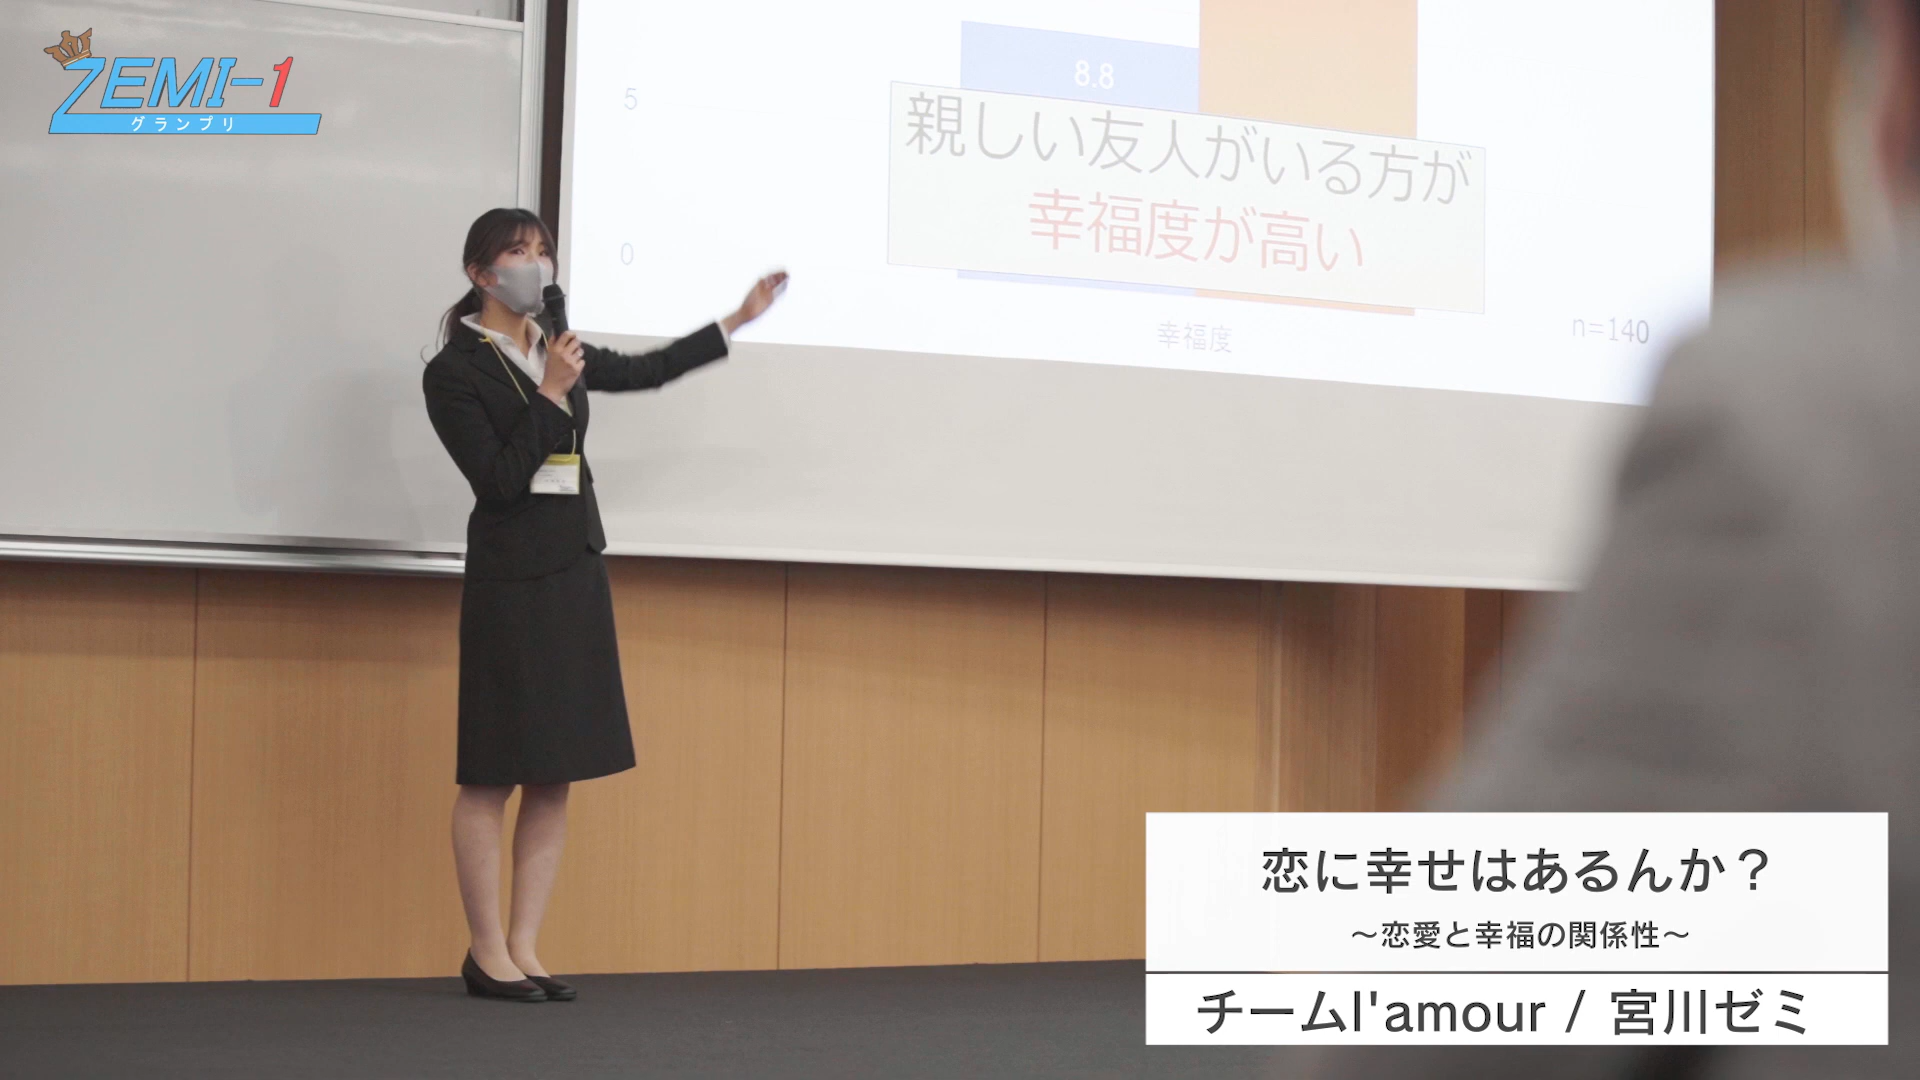 ZEMI-1
グランプリ
8.8
5
親しい友人がいる方が
幸福度が高い
0
幸福度
n=140
恋に幸せはあるんか？
～恋愛と幸福の関係性～
チームl'amour / 宮川ゼミ